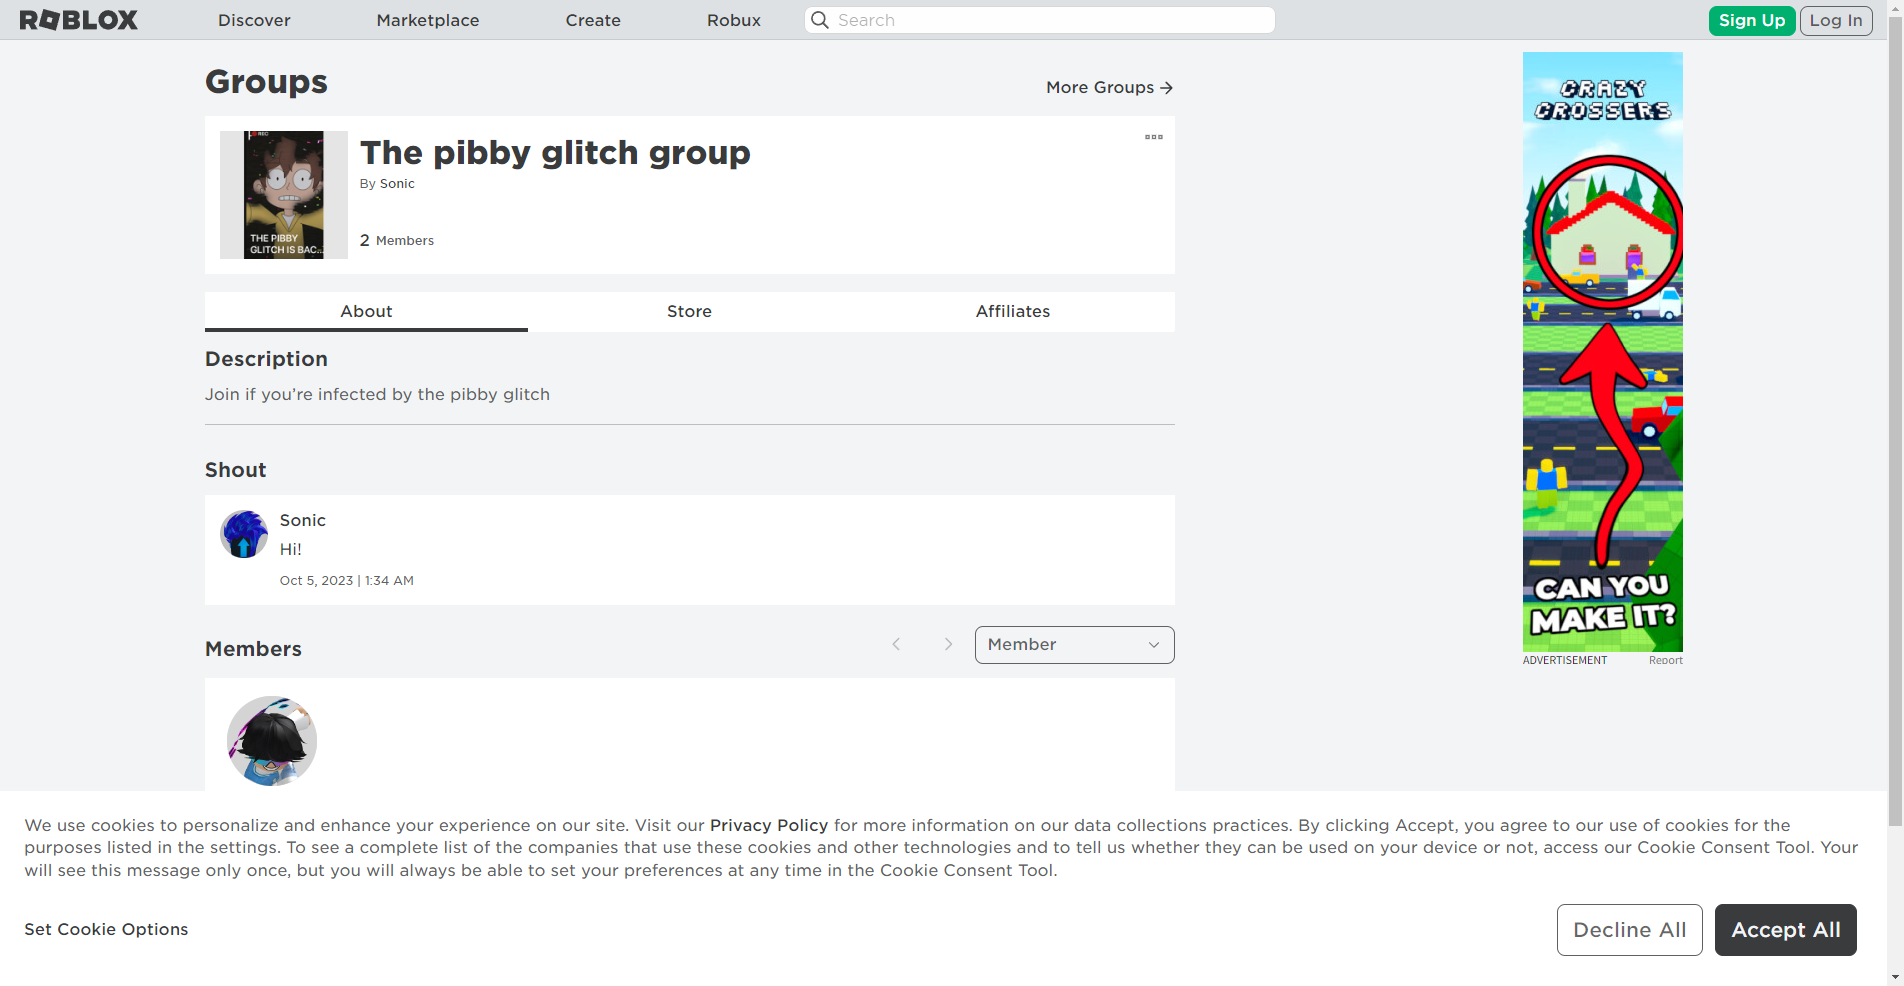 ROBLOX
Discover
Marketplace
Create
Robux
Search
Sign Up
Log In
Groups
More Groups
REC
THE PIBBY
GLITCH IS BAC...
The pibby glitch group
By Sonic
2 Members
About
Store
Affiliates
Description
Join if you’re infected by the pibby glitch
Shout
Sonic
Hi!
Oct 5, 2023 | 1:34 AM
Members
Member
CRAZY
CROSSERS
CAN YOU
MAKE IT?
ADVERTISEMENT
Report
We use cookies to personalize and enhance your experience on our site. Visit our Privacy Policy for more information on our data collections practices. By clicking Accept, you agree to our use of cookies for the
purposes listed in the settings. To see a complete list of the companies that use these cookies and other technologies and to tell us whether they can be used on your device or not, access our Cookie Consent Tool. Your
will see this message only once, but you will always be able to set your preferences at any time in the Cookie Consent Tool.
Set Cookie Options
Decline All
Accept All